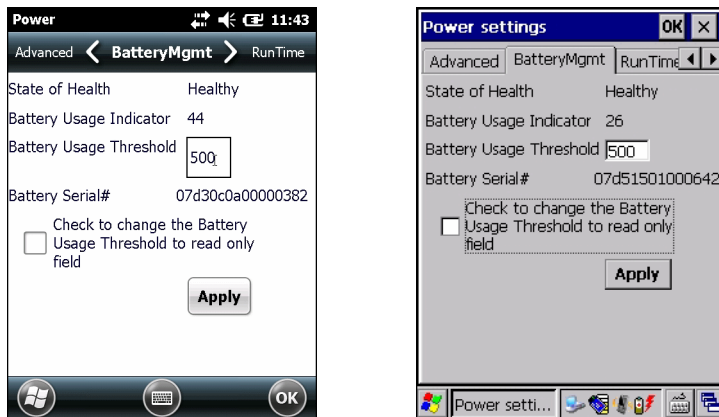 Power 11:43
Advanced BatteryMgmt RunTime
State of Health Healthy
Battery Usage Indicator 44
Battery Usage Threshold 500
Battery Serial# 07d30c0a00000382
Check to change the Battery
Usage Threshold to read only
field
Apply
OK
Power settings OK ×
Advanced BatteryMgmt RunTime
State of Health Healthy
Battery Usage Indicator 26
Battery Usage Threshold 500
Battery Serial# 07d51501000642
Check to change the Battery
Usage Threshold to read only
field
Apply
Power setti...